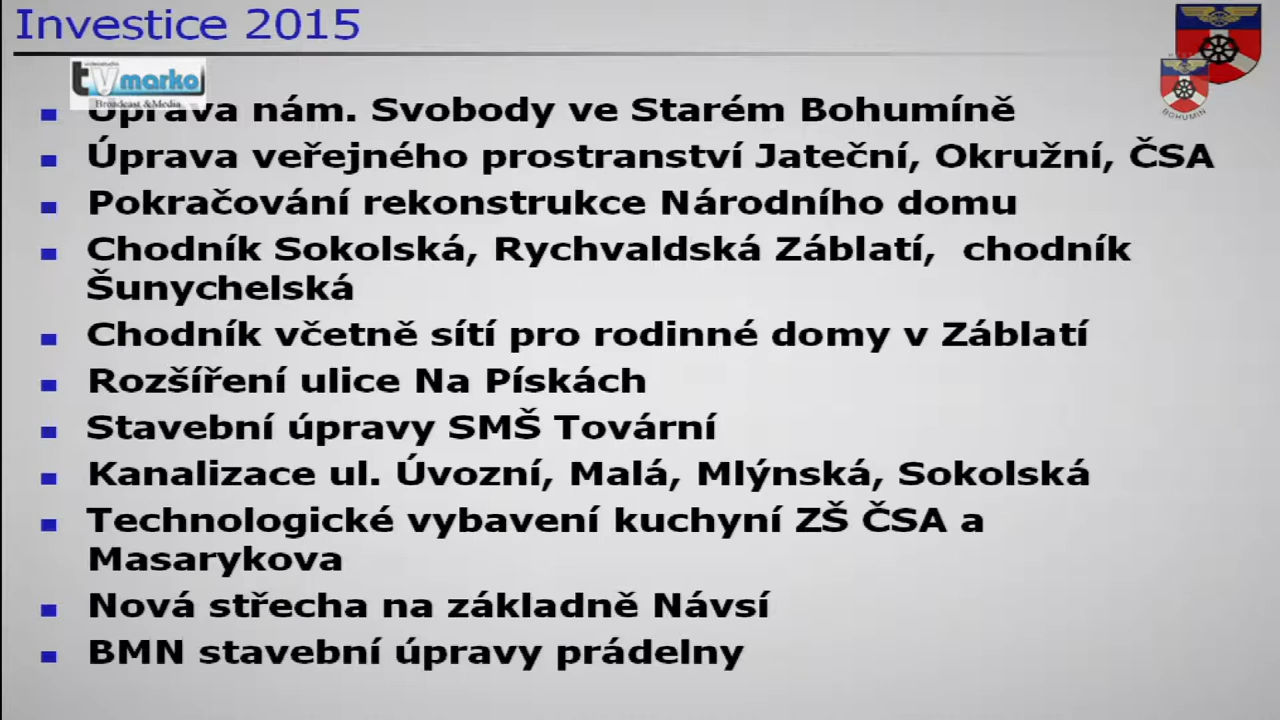 Investice 2015
videostudio
tvmarko
Broadcast &Media
Úprava nám. Svobody ve Starém Bohumíně
Úprava veřejného prostranství Jateční, Okružní, ČSA
Pokračování rekonstrukce Národního domu
Chodník Sokolská, Rychvaldská Záblatí, chodník
Šunychelská
Chodník včetně sítí pro rodinné domy v Záblatí
Rozšíření ulice Na Pískách
Stavební úpravy SMŠ Tovární
Kanalizace ul. Úvozní, Malá, Mlýnská, Sokolská
Technologické vybavení kuchyní ZŠ ČSA a
Masarykova
Nová střecha na základně Návsí
BMN stavební úpravy prádelny
BOHUMÍN